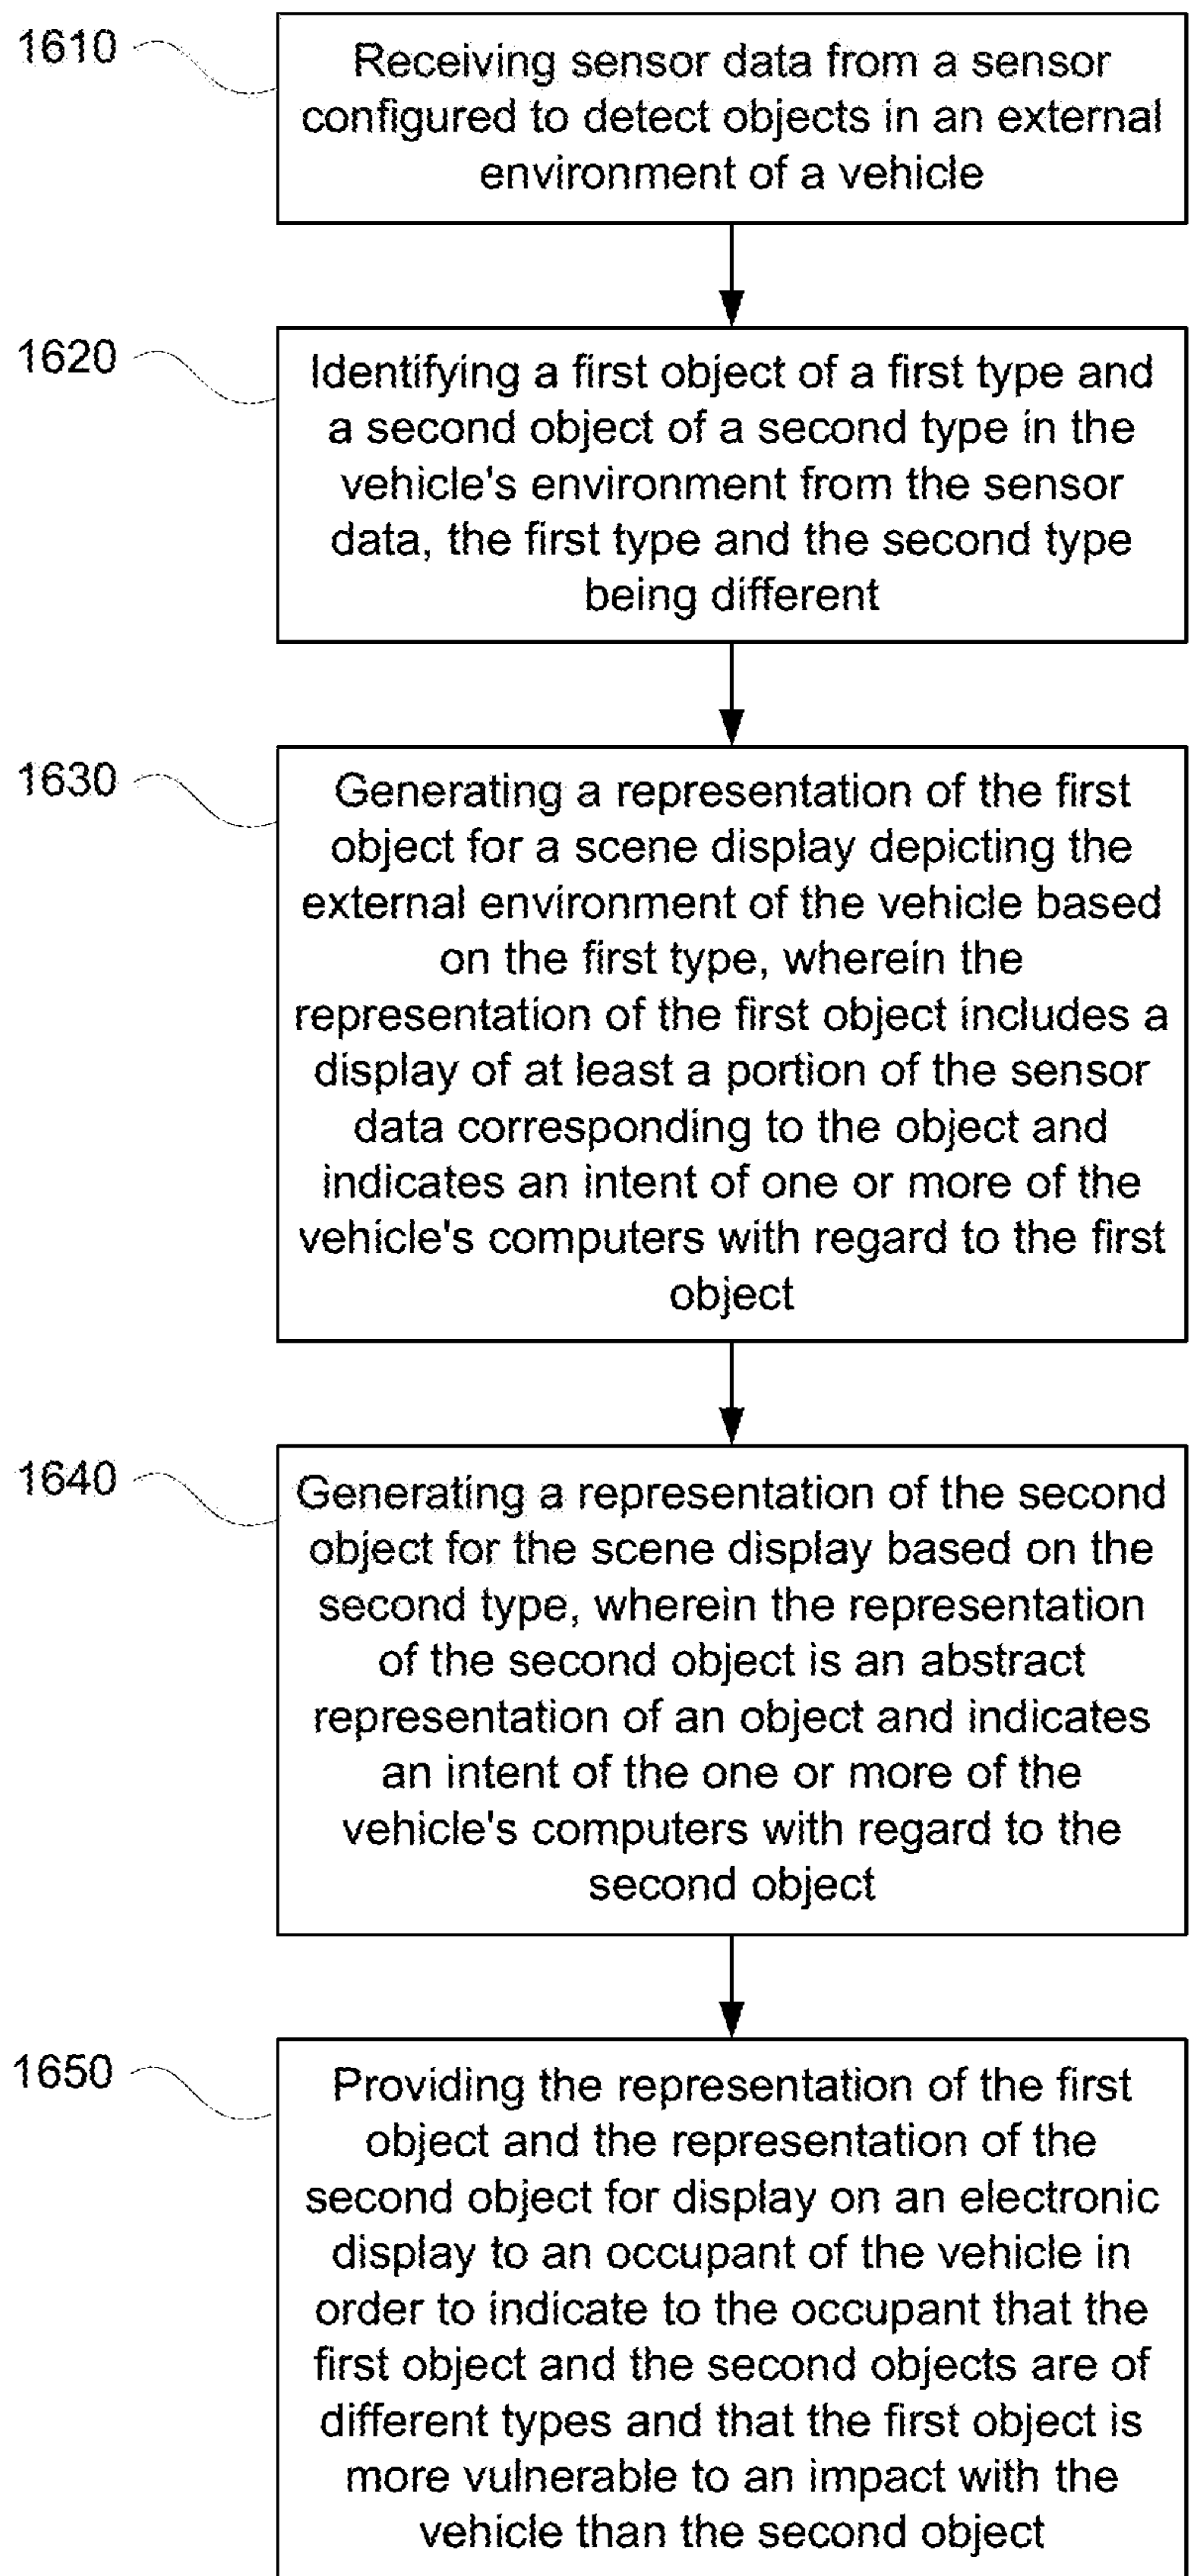 1610
Receiving sensor data from a sensor
configured to detect objects in an external
environment of a vehicle
1620
Identifying a first object of a first type and
a second object of a second type in the
vehicle's environment from the sensor
data, the first type and the second type
being different
1630
Generating a representation of the first
object for a scene display depicting the
external environment of the vehicle based
on the first type, wherein the
representation of the first object includes a
display of at least a portion of the sensor
data corresponding to the object and
indicates an intent of one or more of the
vehicle's computers with regard to the first
object
1640
Generating a representation of the second
object for the scene display based on the
second type, wherein the representation
of the second object is an abstract
representation of an object and indicates
an intent of the one or more of the
vehicle's computers with regard to the
second object
1650
Providing the representation of the first
object and the representation of the
second object for display on an electronic
display to an occupant of the vehicle in
order to indicate to the occupant that the
first object and the second objects are of
different types and that the first object is
more vulnerable to an impact with the
vehicle than the second object